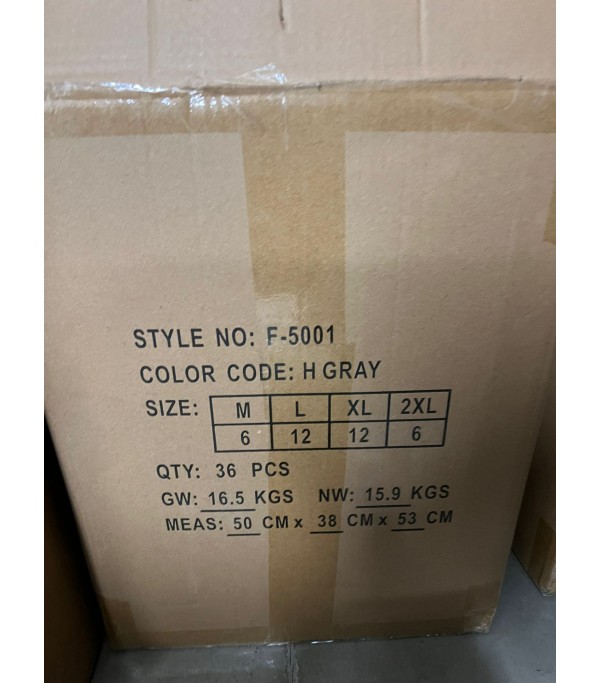 STYLE NO: F-5001
COLOR CODE: H GRAY
SIZE: M L XL 2XL
6 12 12 6
QTY: 36 PCS
GW: 16.5 KGS NW: 15.9 KGS
MEAS: 50 CM x 38 CM x 53 CM